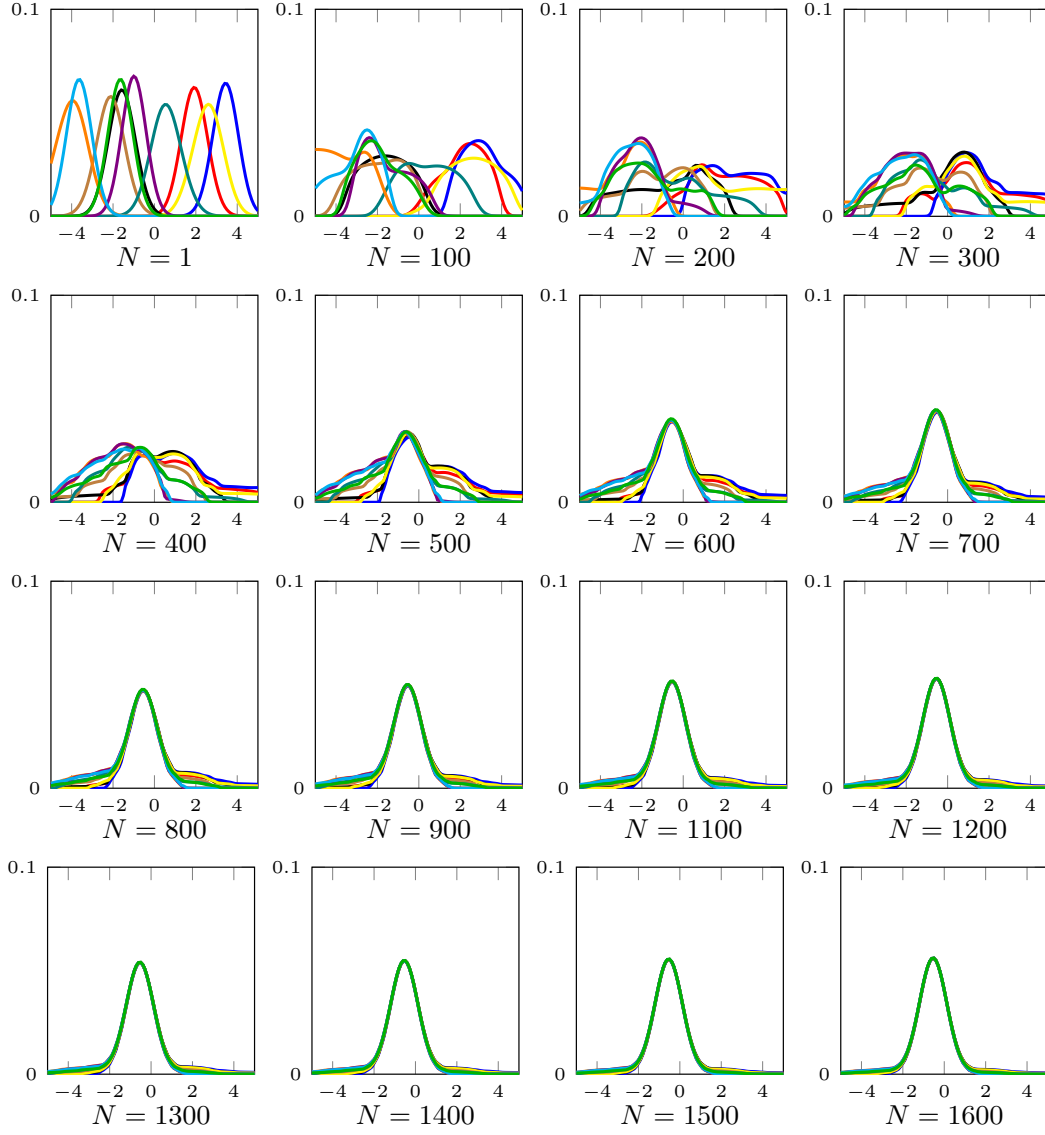 0.1 0.1 0.1 0.1
0 0 0 0
−4 −2 0 2 4 −4 −2 0 2 4 −4 −2 0 2 4 −4 −2 0 2 4
N = 1 N = 100 N = 200 N = 300
0.1 0.1 0.1 0.1
0 0 0 0
−4 −2 0 2 4 −4 −2 0 2 4 −4 −2 0 2 4 −4 −2 0 2 4
N = 400 N = 500 N = 600 N = 700
0.1 0.1 0.1 0.1
0 0 0 0
−4 −2 0 2 4 −4 −2 0 2 4 −4 −2 0 2 4 −4 −2 0 2 4
N = 800 N = 900 N = 1100 N = 1200
0.1 0.1 0.1 0.1
0 0 0 0
−4 −2 0 2 4 −4 −2 0 2 4 −4 −2 0 2 4 −4 −2 0 2 4
N = 1300 N = 1400 N = 1500 N = 1600